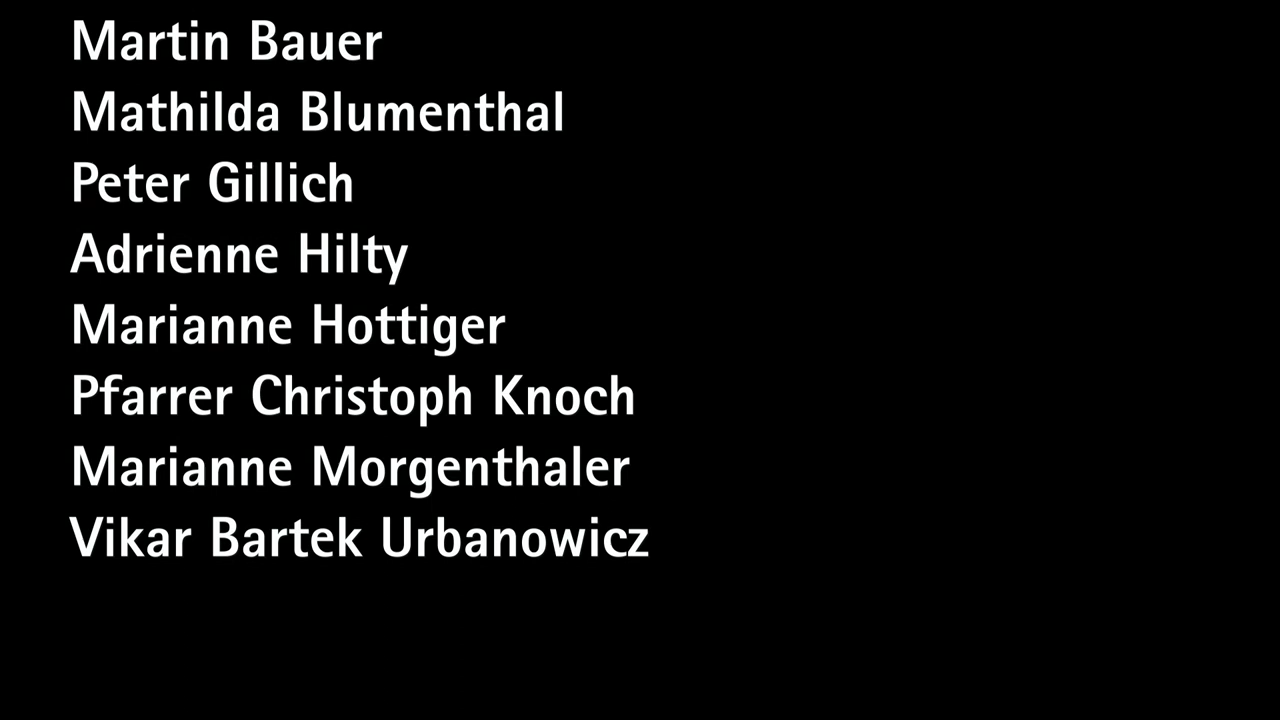 Martin Bauer
Mathilda Blumenthal
Peter Gillich
Adrienne Hilty
Marianne Hottiger
Pfarrer Christoph Knoch
Marianne Morgenthaler
Vikar Bartek Urbanowicz